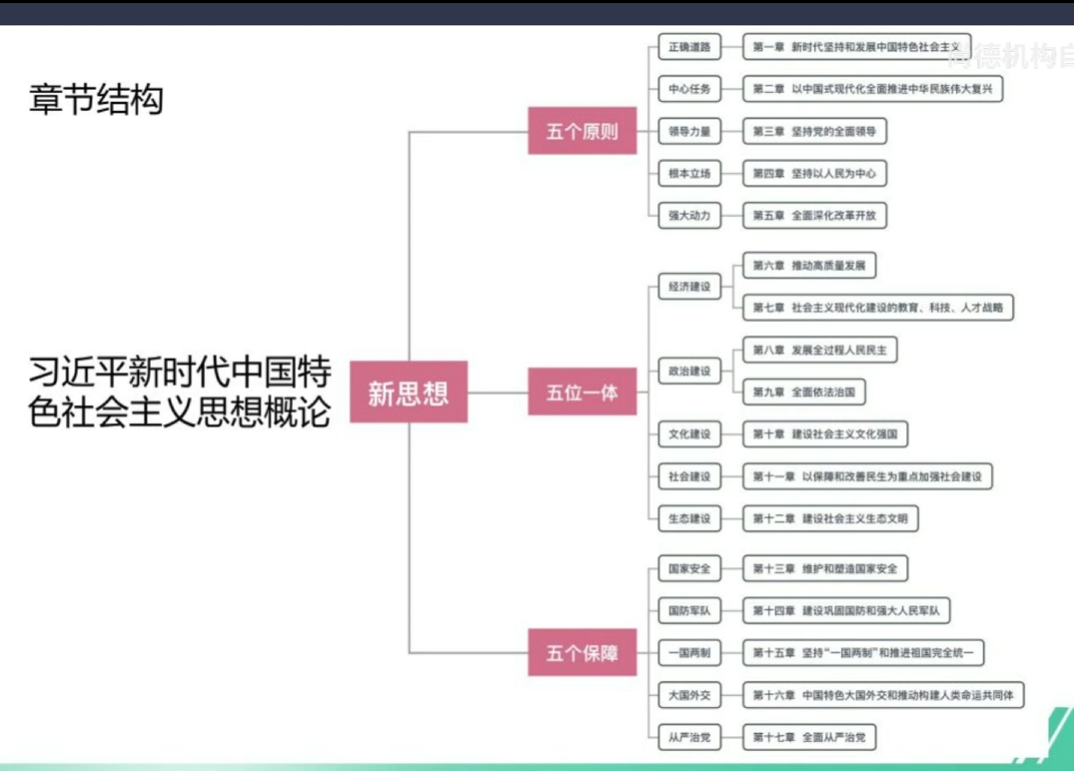 章节结构
习近平新时代中国特
色社会主义思想概论
新思想
五个原则
正确道路
第一章 新时代坚持和发展中国特色社会主义
中心任务
第二章 以中国式现代化全面推进中华民族伟大复兴
领导力量
第三章 坚持党的全面领导
根本立场
第四章 坚持以人民为中心
强大动力
第五章 全面深化改革开放
五位一体
经济建设
第六章 推动高质量发展
第七章 社会主义现代化建设的教育、科技、人才战略
政治建设
第八章 发展全过程人民民主
第九章 全面依法治国
文化建设
第十章 建设社会主义文化强国
社会建设
第十一章 以保障和改善民生为重点加强社会建设
生态建设
第十二章 建设社会主义生态文明
五个保障
国家安全
第十三章 维护和塑造国家安全
国防军队
第十四章 建设巩固国防和强大人民军队
一国两制
第十五章 坚持“一国两制”和推进祖国完全统一
大国外交
第十六章 中国特色大国外交和推动构建人类命运共同体
从严治党
第十七章 全面从严治党
德机构自